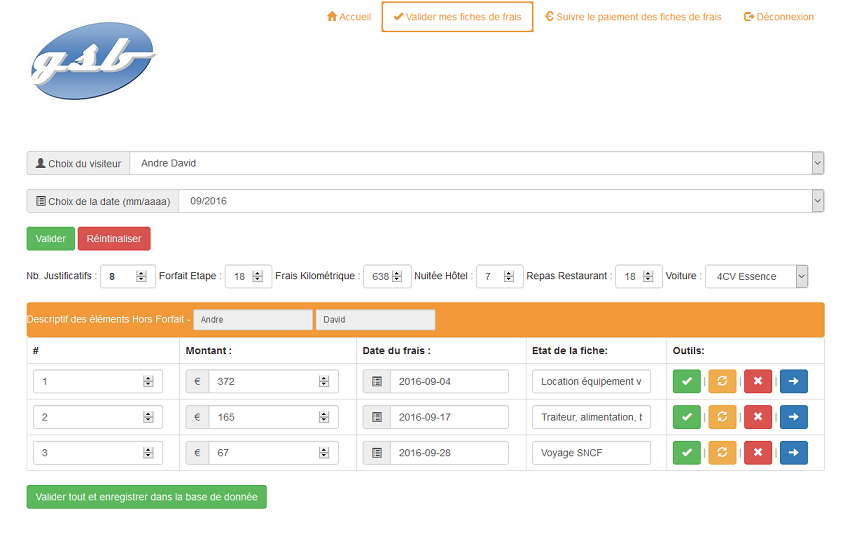 Accueil Valider mes fiches de frais Suivre le paiement des fiches de frais Déconnexion
gsb
Choix du visiteur Andre David
Choix de la date (mm/aaaa) 09/2016
Valider Réintinaliser
Nb. Justificatifs : 8 Forfait Etape : 18 Frais Kilométrique : 638 Nuitée Hôtel : 7 Repas Restaurant : 18 Voiture : 4CV Essence
Descriptif des éléments Hors Forfait - Andre David
# Montant : Date du frais : Etat de la fiche: Outils:
1 € 372 2016-09-04 Location équipement v | | |
2 € 165 2016-09-17 Traiteur, alimentation, t | | |
3 € 67 2016-09-28 Voyage SNCF | | |
Valider tout et enregistrer dans la base de donnée